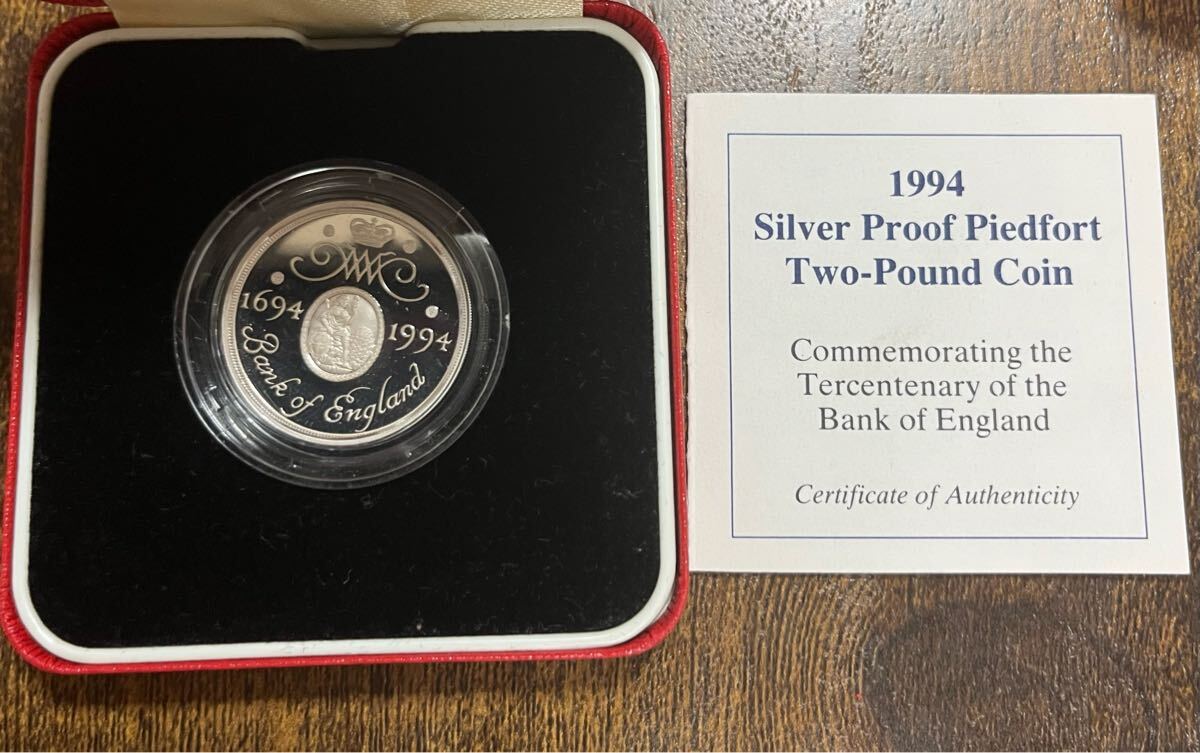 1694
1994
Bank of England
1994
Silver Proof Piedfort
Two-Pound Coin
Commemorating the
Tercentenary of the
Bank of England
Certificate of Authenticity